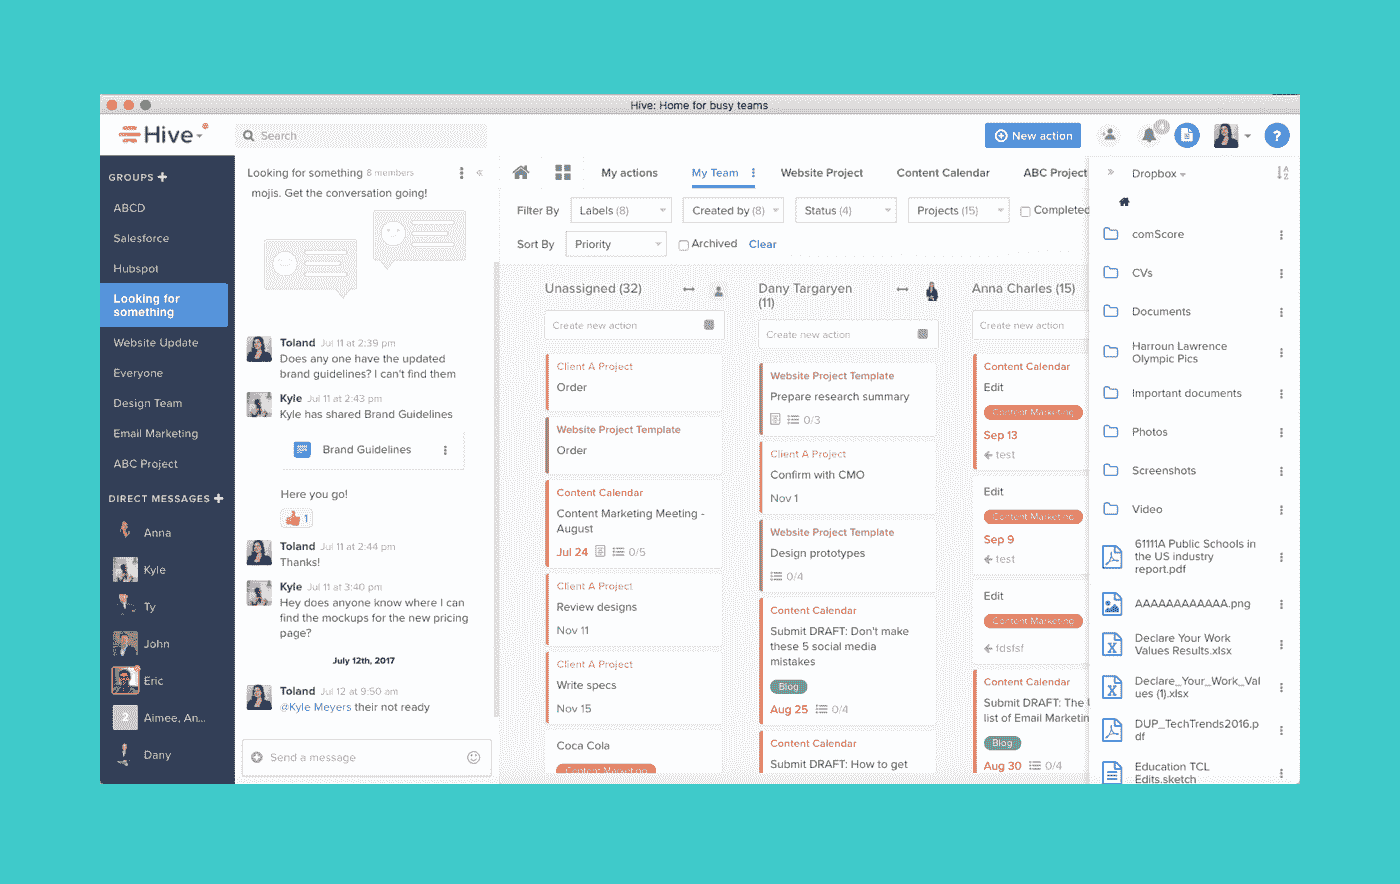 Hive: Home for busy teams
Hive
Search
New action
GROUPS
ABCD
Salesforce
Hubspot
Looking for
something
Website Update
Everyone
Design Team
Email Marketing
ABC Project
DIRECT MESSAGES
Anna
Kyle
Ty
John
Eric
2 Aimee, An...
Dany
Looking for something 8 members
mojis. Get the conversation going!
Toland Jul 11 at 2:39 pm
Does any one have the updated
brand guidelines? I can't find them
Kyle Jul 11 at 2:43 pm
Kyle has shared Brand Guidelines
Brand Guidelines
Here you go!
1
Toland Jul 11 at 2:44 pm
Thanks!
Kyle Jul 11 at 3:40 pm
Hey does anyone know where I can
find the mockups for the new pricing
page?
July 12th, 2017
Toland Jul 12 at 9:50 am
@Kyle Meyers their not ready
Send a message
My actions
My Team
Website Project
Content Calendar
ABC Project
Filter By
Labels (8)
Created by (8)
Status (4)
Projects (15)
Completed
Sort By
Priority
Archived
Clear
Unassigned (32)
Create new action
Client A Project
Order
Website Project Template
Order
Content Calendar
Content Marketing Meeting -
August
Jul 24 0/5
Client A Project
Review designs
Nov 11
Client A Project
Write specs
Nov 15
Coca Cola
Content Marketing
Dany Targaryen
(11)
Create new action
Website Project Template
Prepare research summary
0/3
Client A Project
Confirm with CMO
Nov 1
Website Project Template
Design prototypes
0/4
Content Calendar
Submit DRAFT: Don't make
these 5 social media
mistakes
Blog
Aug 25 0/4
Content Calendar
Submit DRAFT: How to get
Anna Charles (15)
Create new action
Content Calendar
Edit
Content Marketing
Sep 13
test
Edit
Content Marketing
Sep 9
test
Edit
Content Marketing
fdsfsf
Content Calendar
Submit DRAFT: The
list of Email Marketin
Blog
Aug 30 0/4
?
Dropbox
A
Z
comScore
CVs
Documents
Harroun Lawrence
Olympic Pics
Important documents
Photos
Screenshots
Video
61111A Public Schools in
the US industry
report.pdf
AAAAAAAAAAAA.png
Declare Your Work
Values Results.xlsx
Declare_Your_Work_Val
ues (1).xlsx
DUP_TechTrends2016.p
df
Education TCL
Edits.sketch